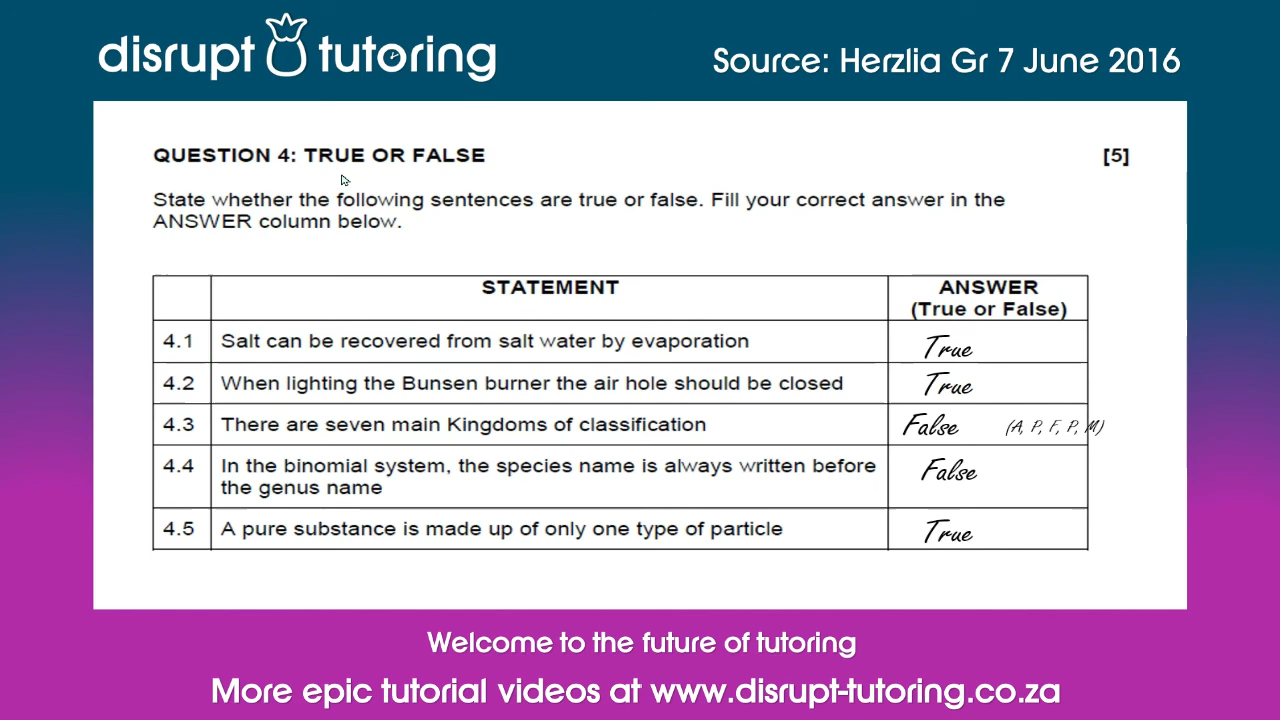 disrupt tutoring
Source: Herzlia Gr 7 June 2016
QUESTION 4: TRUE OR FALSE [5]
State whether the following sentences are true or false. Fill your correct answer in the
ANSWER column below.
STATEMENT ANSWER
(True or False)
4.1 Salt can be recovered from salt water by evaporation True
4.2 When lighting the Bunsen burner the air hole should be closed True
4.3 There are seven main Kingdoms of classification False (A, P, F, P, M)
4.4 In the binomial system, the species name is always written before False
the genus name
4.5 A pure substance is made up of only one type of particle True
Welcome to the future of tutoring
More epic tutorial videos at www.disrupt-tutoring.co.za